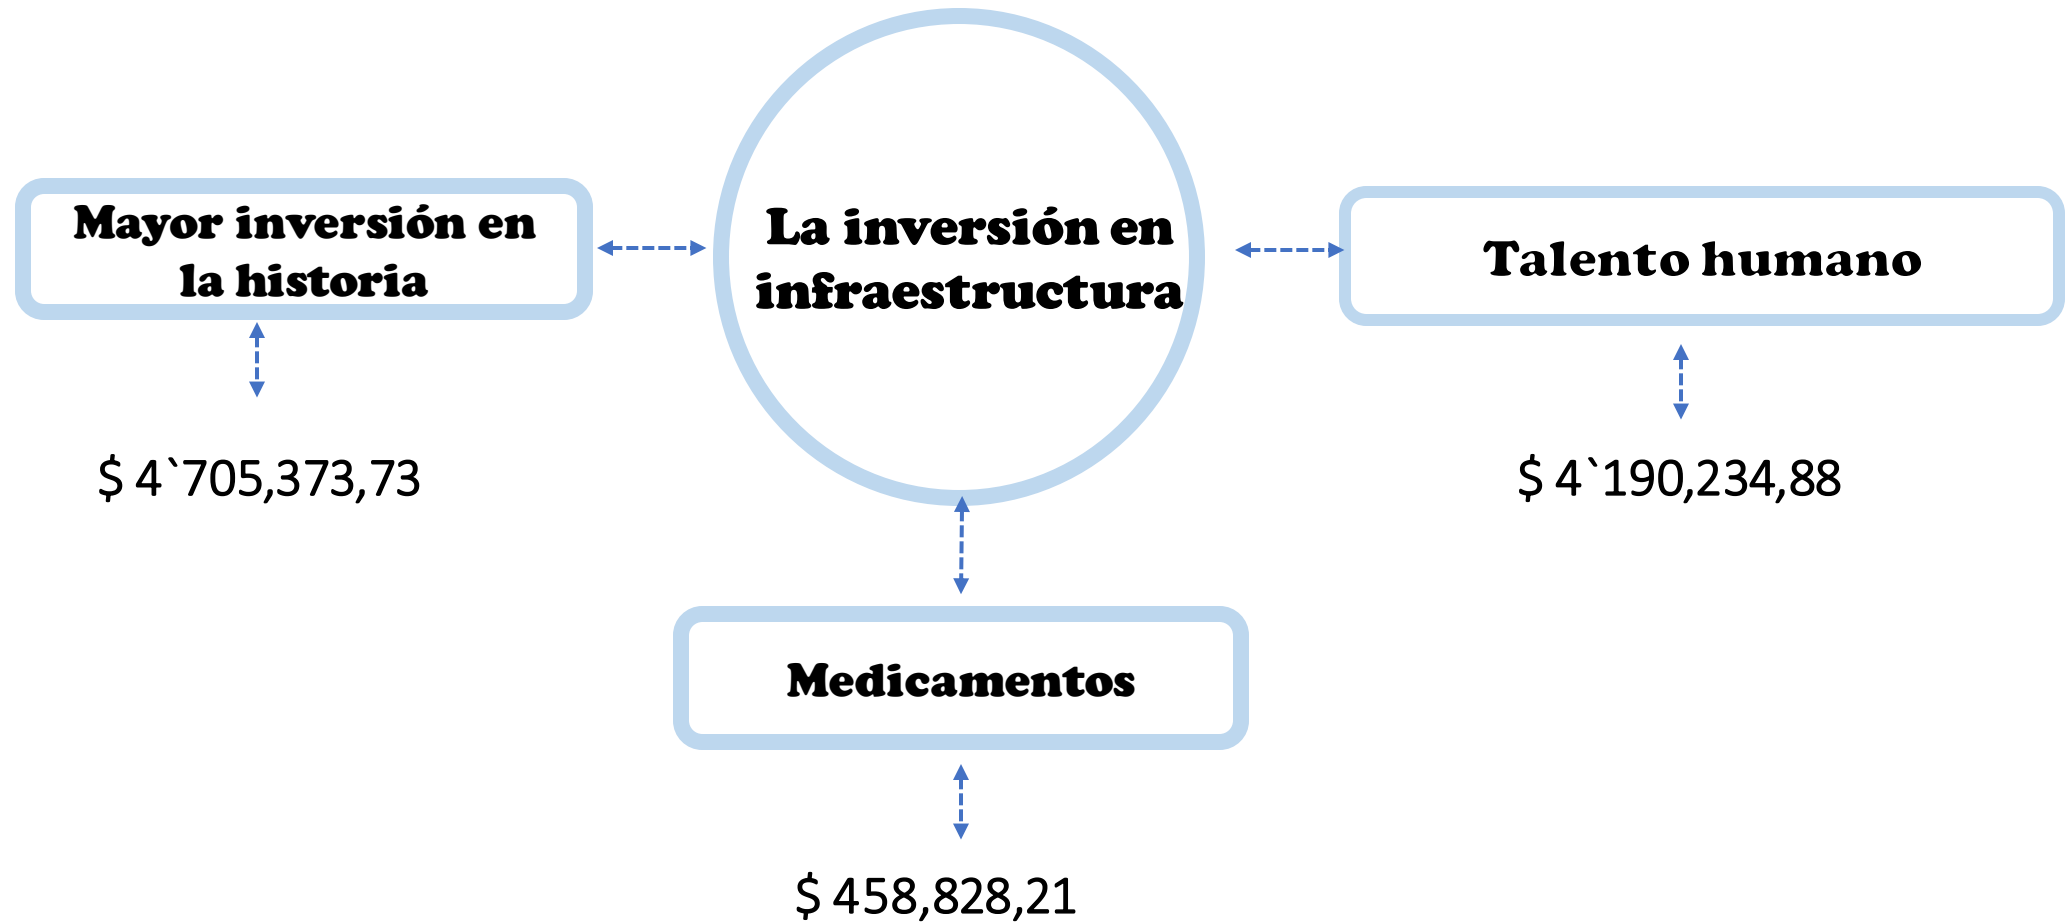 La inversión en
infraestructura
Mayor inversión en
la historia
$ 4`705,373,73
Talento humano
$ 4`190,234,88
Medicamentos
$ 458,828,21